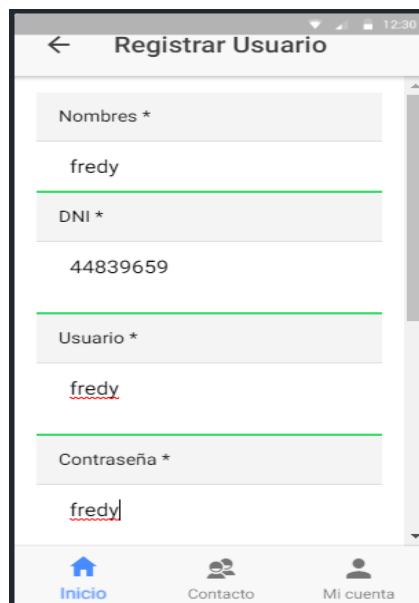 12:30
Registrar Usuario
Nombres *
fredy
DNI *
44839659
Usuario *
fredy
Contraseña *
fredy
Inicio
Contacto
Mi cuenta